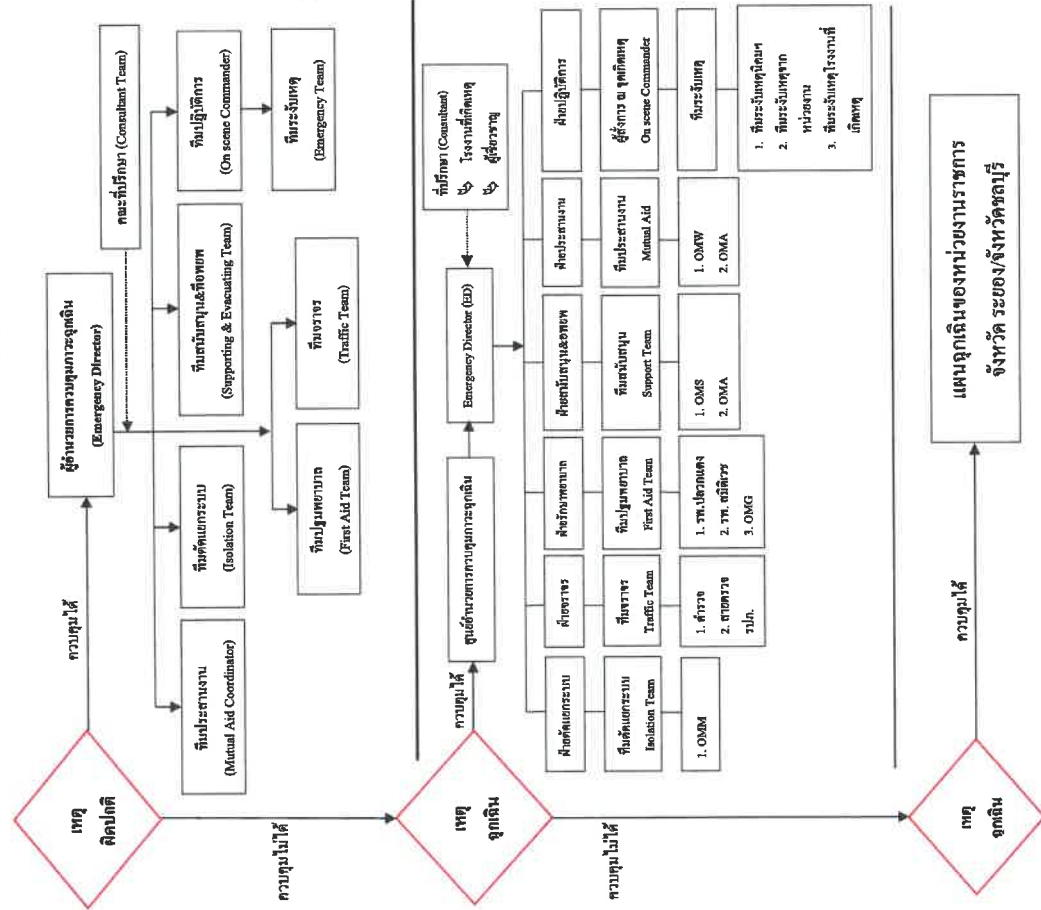 เหตุ
ผิดปกติ
ควบคุมได้
ผู้อำนวยการควบคุมภาวะฉุกเฉิน
(Emergency Director)
คณะที่ปรึกษา (Consultant Team)
ทีมประสานงาน
(Mutual Aid Coordinator)
ทีมตัดแยกระบบ
(Isolation Team)
ทีมสนับสนุน&ทีอพยพ
(Supporting & Evacuating Team)
ทีมปฏิบัติการ
(On scene Commander)
ทีมระงับเหตุ
(Emergency Team)
ทีมปฐมพยาบาล
(First Aid Team)
ทีมจราจร
(Traffic Team)
ควบคุมไม่ได้
เหตุ
ฉุกเฉิน
ควบคุมได้
ศูนย์อำนวยการควบคุมภาวะฉุกเฉิน
Emergency Director (ED)
ที่ปรึกษา (Consultant)
โรงงานที่เกิดเหตุ
ผู้เชี่ยวชาญ
ฝ่ายตัดแยกระบบ
ทีมตัดแยกระบบ
Isolation Team
1. OMM
ฝ่ายจราจร
ทีมจราจร
Traffic Team
1. ตำรวจ
2. สายตรวจ
รปภ.
ฝ่ายรักษาพยาบาล
ทีมปฐมพยาบาล
First Aid Team
1. รพ.ปลวกแดง
2. รพ. สมิติเวช
3. OMG
ฝ่ายสนับสนุน&อพยพ
ทีมสนับสนุน
Support Team
1. OMS
2. OMA
ฝ่ายประสานงาน
ทีมประสานงาน
Mutual Aid
1. OMW
2. OMA
ฝ่ายปฏิบัติการ
ผู้สั่งการ ณ จุดเกิดเหตุ
On scene Commander
ทีมระงับเหตุ
1. ทีมระงับเหตุนิคมฯ
2. ทีมระงับเหตุจาก
หน่วยงาน
3. ทีมระงับเหตุโรงงานที่
เกิดเหตุ
ควบคุมไม่ได้
เหตุ
ฉุกเฉิน
ควบคุมได้
แผนฉุกเฉินของหน่วยงานราชการ
จังหวัด ระยอง/จังหวัดชลบุรี